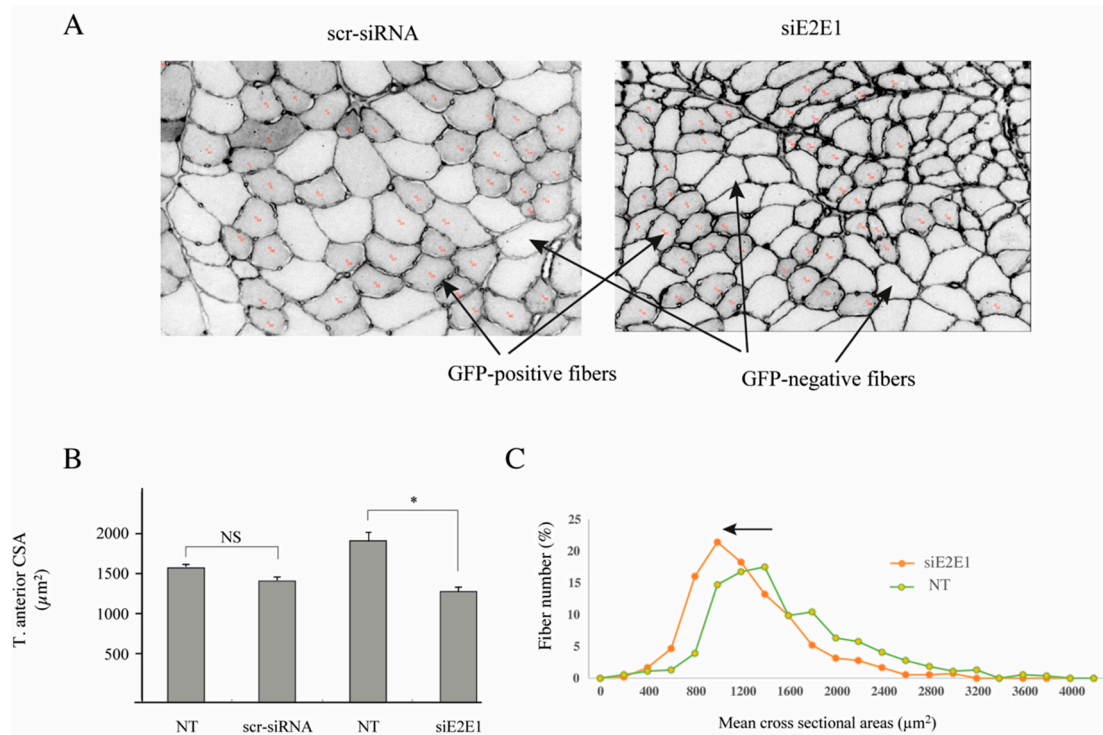 A
scr-siRNA
siE2E1
GFP-positive fibers
GFP-negative fibers
B
T. anterior CSA
(µm²)
2000
1500
1000
500
NS
*
NT
scr-siRNA
NT
siE2E1
C
Fiber number (%)
25
20
15
10
5
0
siE2E1
NT
0 400 800 1200 1600 2000 2400 2800 3200 3600 4000
Mean cross sectional areas (µm²)